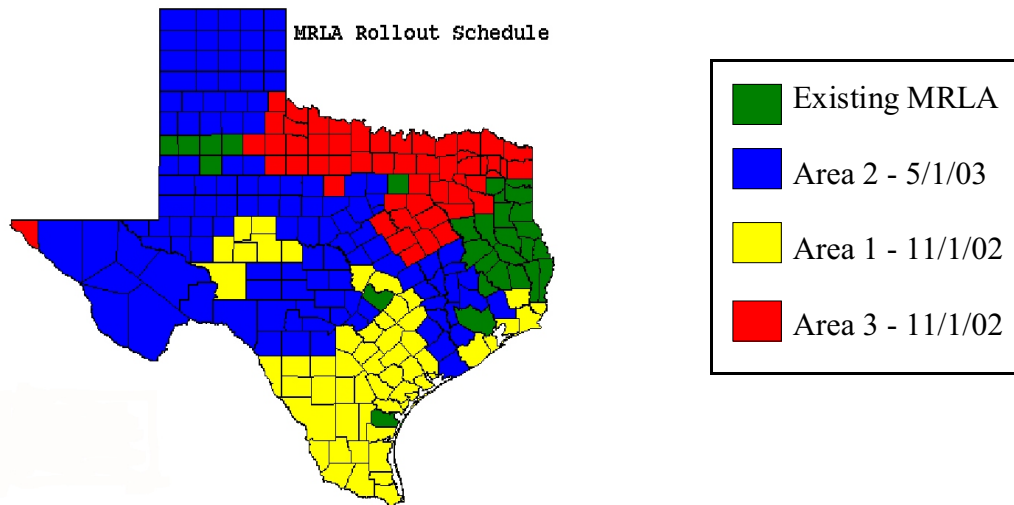 MRLA Rollout Schedule
Existing MRLA
Area 2 - 5/1/03
Area 1 - 11/1/02
Area 3 - 11/1/02